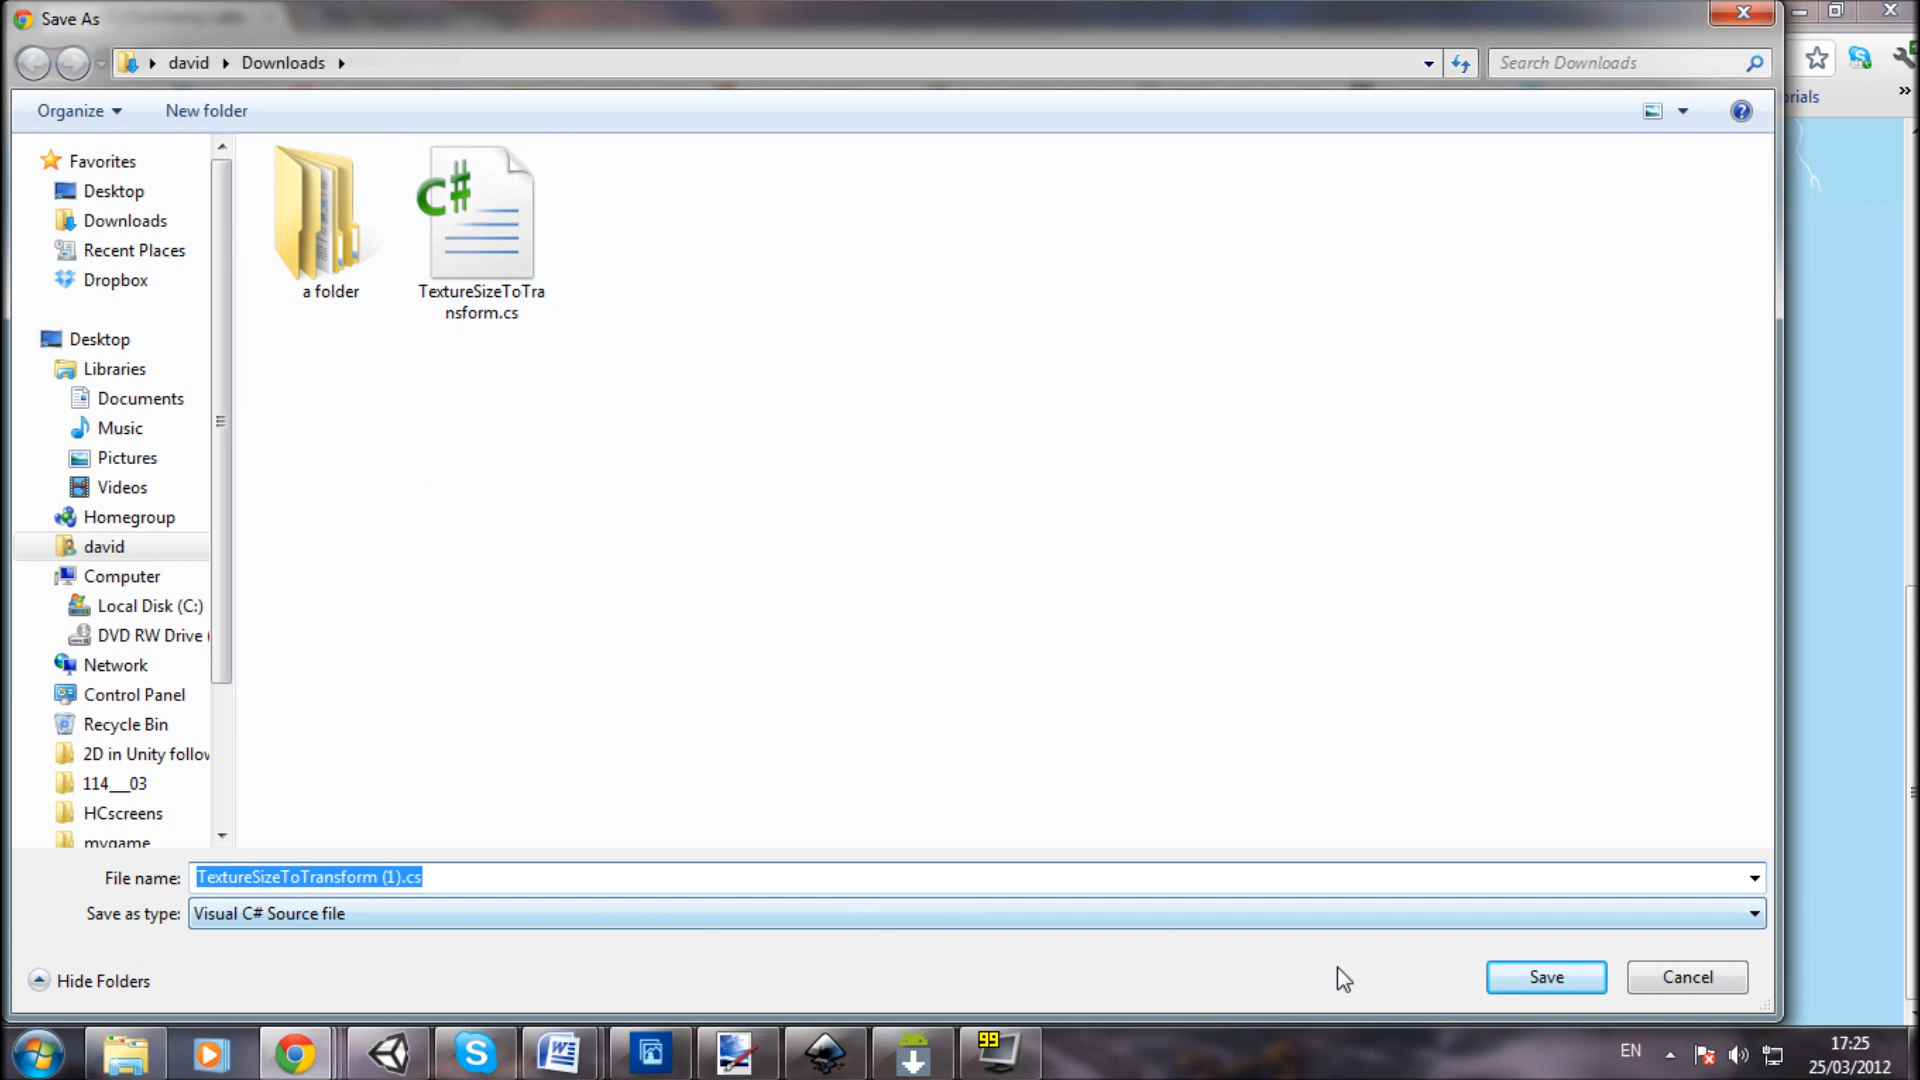 Save As
david
Downloads
Search Downloads
Organize
New folder
Favorites
Desktop
Downloads
Recent Places
Dropbox
Desktop
Libraries
Documents
Music
Pictures
Videos
Homegroup
david
Computer
Local Disk (C:)
DVD RW Drive (
Network
Control Panel
Recycle Bin
2D in Unity follow
114__03
HCscreens
mygame
a folder
C#
TextureSizeToTra
nsform.cs
orials
File name:
TextureSizeToTransform (1).cs
Save as type:
Visual C# Source file
Hide Folders
Save
Cancel
99
EN
17:25
25/03/2012